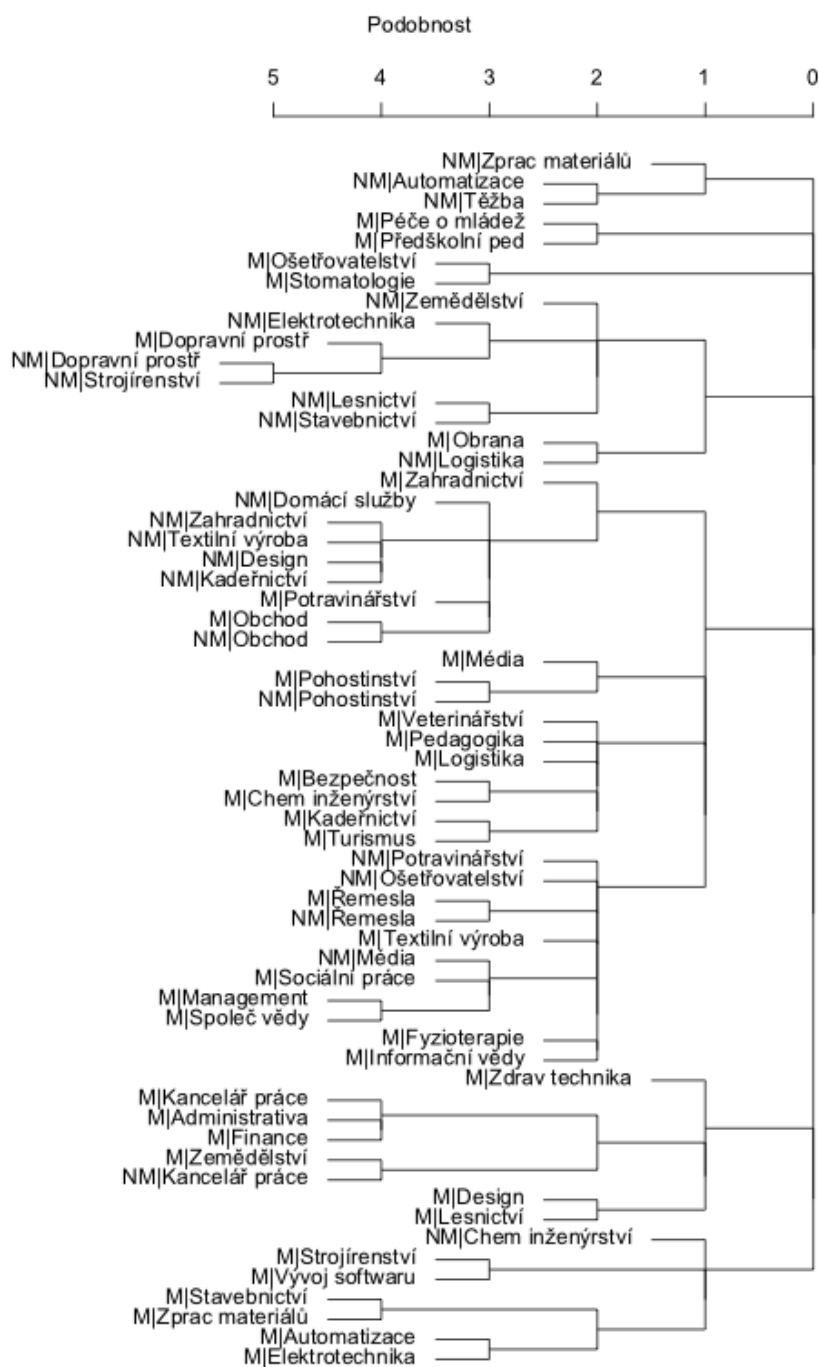 Podobnost
5 4 3 2 1 0
NM|Zprac materiálů
NM|Automatizace
NM|Těžba
M|Péče o mládež
M|Předškolní ped
M|Ošetřovatelství
M|Stomatologie
NM|Zemědělství
NM|Elektrotechnika
M|Dopravní prostř
NM|Dopravní prostř
NM|Strojírenství
NM|Lesnictví
NM|Stavebnictví
M|Obrana
NM|Logistika
M|Zahradnictví
NM|Domácí služby
NM|Zahradnictví
NM|Textilní výroba
NM|Design
NM|Kadeřnictví
M|Potravinářství
M|Obchod
NM|Obchod
M|Média
M|Pohostinství
NM|Pohostinství
M|Veterinářství
M|Pedagogika
M|Logistika
M|Bezpečnost
M|Chem inženýrství
M|Kadeřnictví
M|Turismus
NM|Potravinářství
NM|Ošetřovatelství
M|Řemesla
NM|Řemesla
M|Textilní výroba
NM|Média
M|Sociální práce
M|Management
M|Společ vědy
M|Fyzioterapie
M|Informační vědy
M|Zdrav technika
M|Kancelář práce
M|Administrativa
M|Finance
M|Zemědělství
NM|Kancelář práce
M|Design
M|Lesnictví
NM|Chem inženýrství
M|Strojírenství
M|Vývoj softwaru
M|Stavebnictví
M|Zprac materiálů
M|Automatizace
M|Elektrotechnika